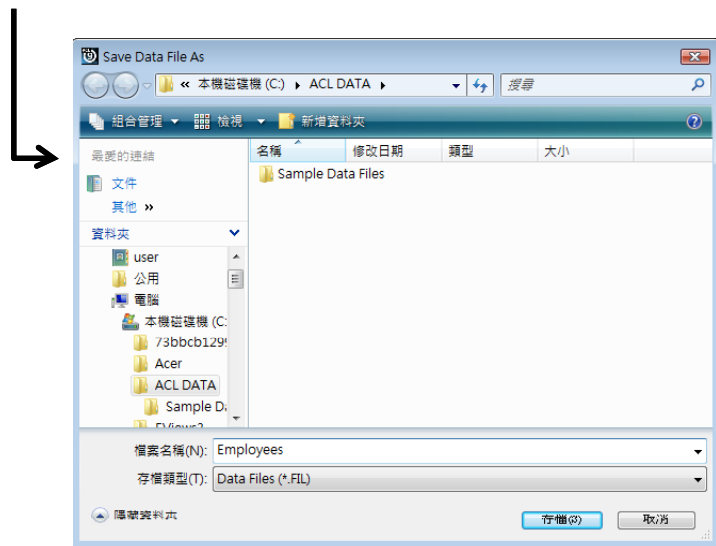 Save Data File As
« 本機磁碟機 (C:) ACL DATA 搜尋
組合管理 檢視 新增資料夾
最愛的連結 名稱 修改日期 類型 大小
文件 Sample Data Files
其他 »
資料夾
user
公用
電腦
本機磁碟機 (C:
73bbcb129
Acer
ACL DATA
Sample Da
EViews3
檔案名稱(N): Employees
存檔類型(T): Data Files (*.FIL)
隱藏資料夾 存檔(S) 取消